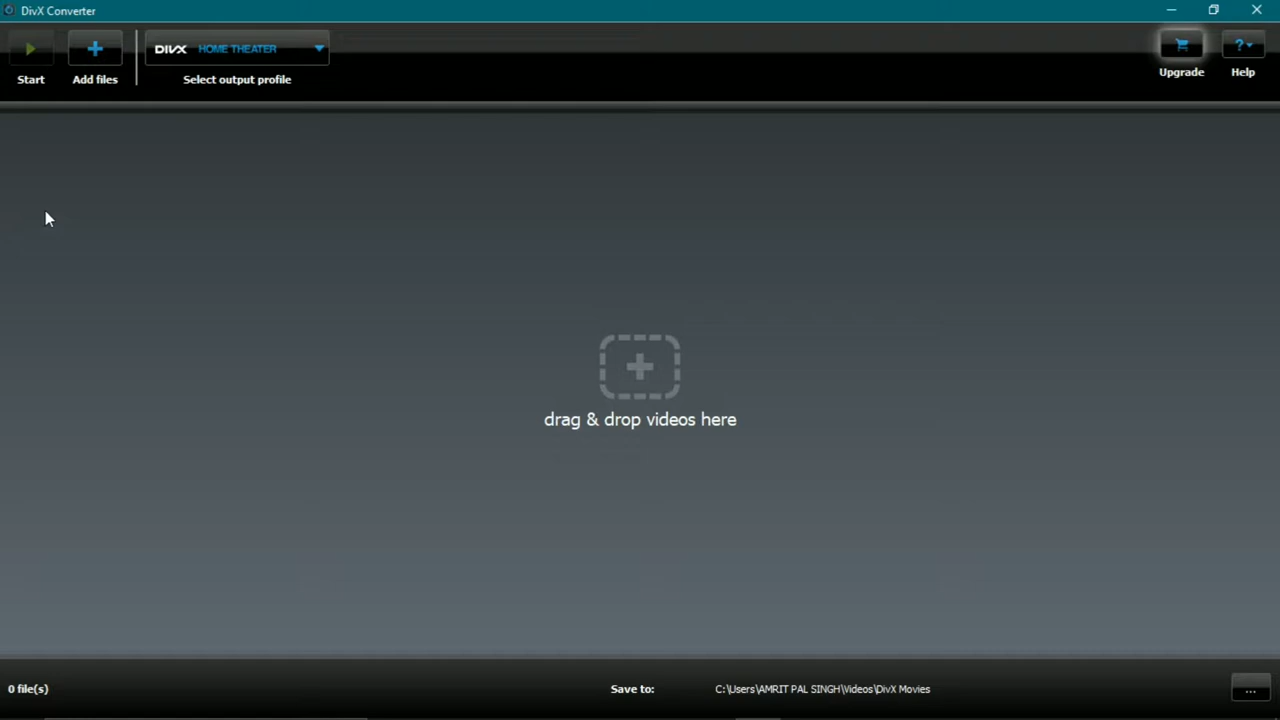 DivX Converter
DIVX HOME THEATER
Start
Add files
Select output profile
?
Upgrade
Help
drag & drop videos here
0 file(s)
Save to:
C:\Users\AMRIT PAL SINGH\Videos\DivX Movies
...